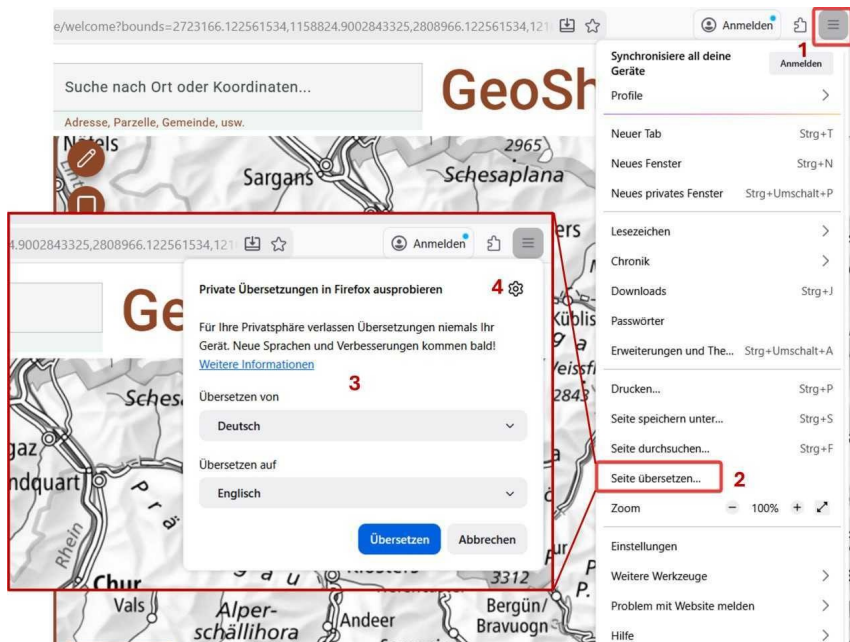 e/welcome?bounds=2723166.122561534,1158824.9002843325,2808966.122561534,121
Anmelden
1
Suche nach Ort oder Koordinaten...
Adresse, Parzelle, Gemeinde, usw.
GeoSh
Synchronisiere all deine
Geräte
Anmelden
Profile
Neuer Tab Strg+T
Neues Fenster Strg+N
Neues privates Fenster Strg+Umschalt+P
Lesezeichen
Chronik
Downloads Strg+J
Passwörter
Erweiterungen und The... Strg+Umschalt+A
Drucken... Strg+P
Seite speichern unter... Strg+S
Seite durchsuchen... Strg+F
Seite übersetzen... 2
Zoom − 100% +
Einstellungen
Weitere Werkzeuge
Problem mit Website melden
Hilfe
Sargans
2965
Schesaplana
4.9002843325,2808966.122561534,121
Anmelden
Ge
Private Übersetzungen in Firefox ausprobieren 4
Für Ihre Privatsphäre verlassen Übersetzungen niemals Ihr
Gerät. Neue Sprachen und Verbesserungen kommen bald!
Weitere Informationen
3
Übersetzen von
Deutsch
Übersetzen auf
Englisch
Übersetzen Abbrechen
Sches
gaz
ndquart
P r ä
Rhein
Chur
g a u
ers
Küblis
g a
2843
3312
P.
Vals
Alper-
schällihora
Andeer
Bergün/
Bravuogn